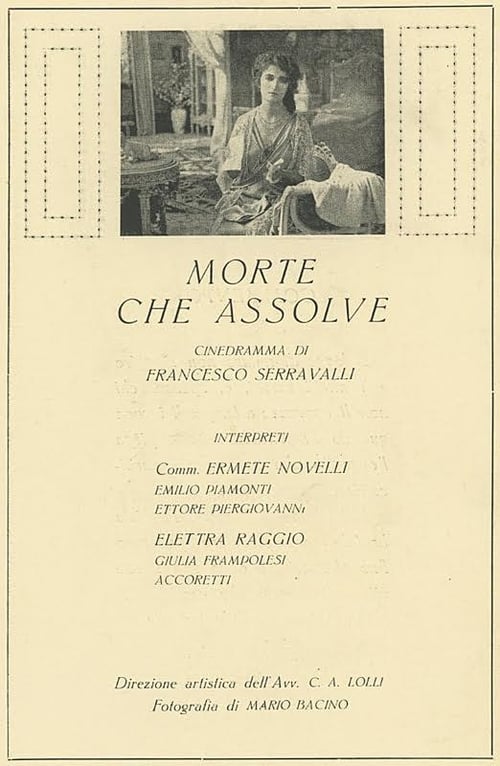 MORTE
CHE ASSOLVE
CINEDRAMMA DI
FRANCESCO SERRAVALLI
INTERPRETI
Comm. ERMETE NOVELLI
EMILIO PIAMONTI
ETTORE PIERGIOVANNI
ELETTRA RAGGIO
GIULIA FRAMPOLESI
ACCORETTI
Direzione artistica dell'Avv. C. A. LOLLI
Fotografia di MARIO BACINO